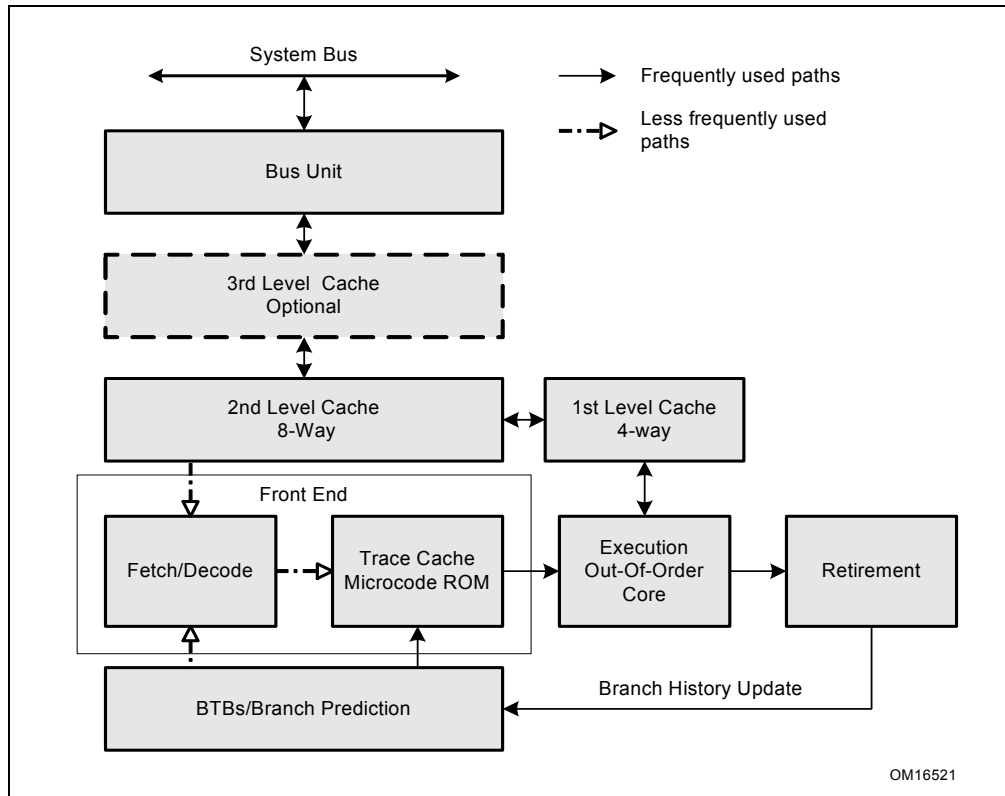 System Bus
Frequently used paths
Less frequently used
paths
Bus Unit
3rd Level Cache
Optional
2nd Level Cache
8-Way
1st Level Cache
4-way
Front End
Fetch/Decode
Trace Cache
Microcode ROM
Execution
Out-Of-Order
Core
Retirement
BTBs/Branch Prediction
Branch History Update
OM16521